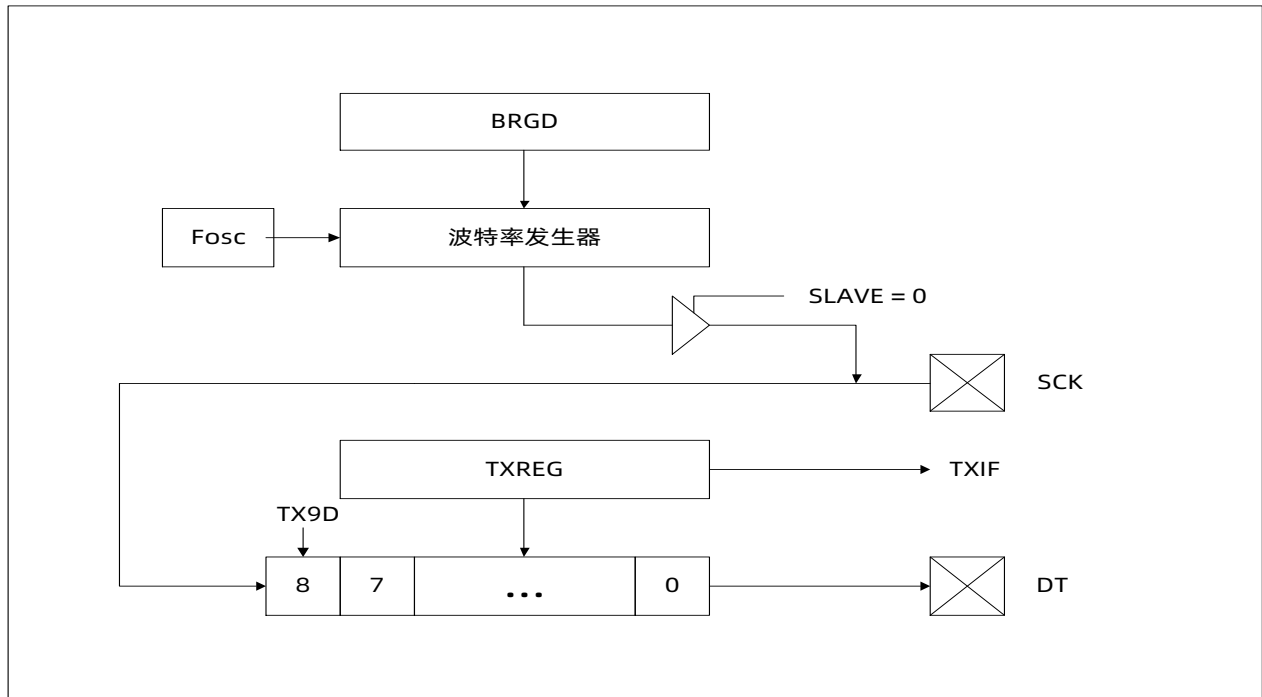 BRGD
Fosc
波特率发生器
SLAVE = 0
SCK
TXREG
TXIF
TX9D
8
7
...
0
DT